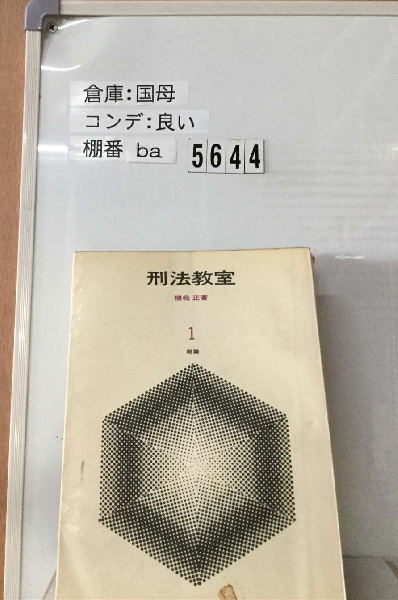 倉庫:国母
コンデ:良い
棚番 ba 5644
刑法教室
植松正著
1
総論